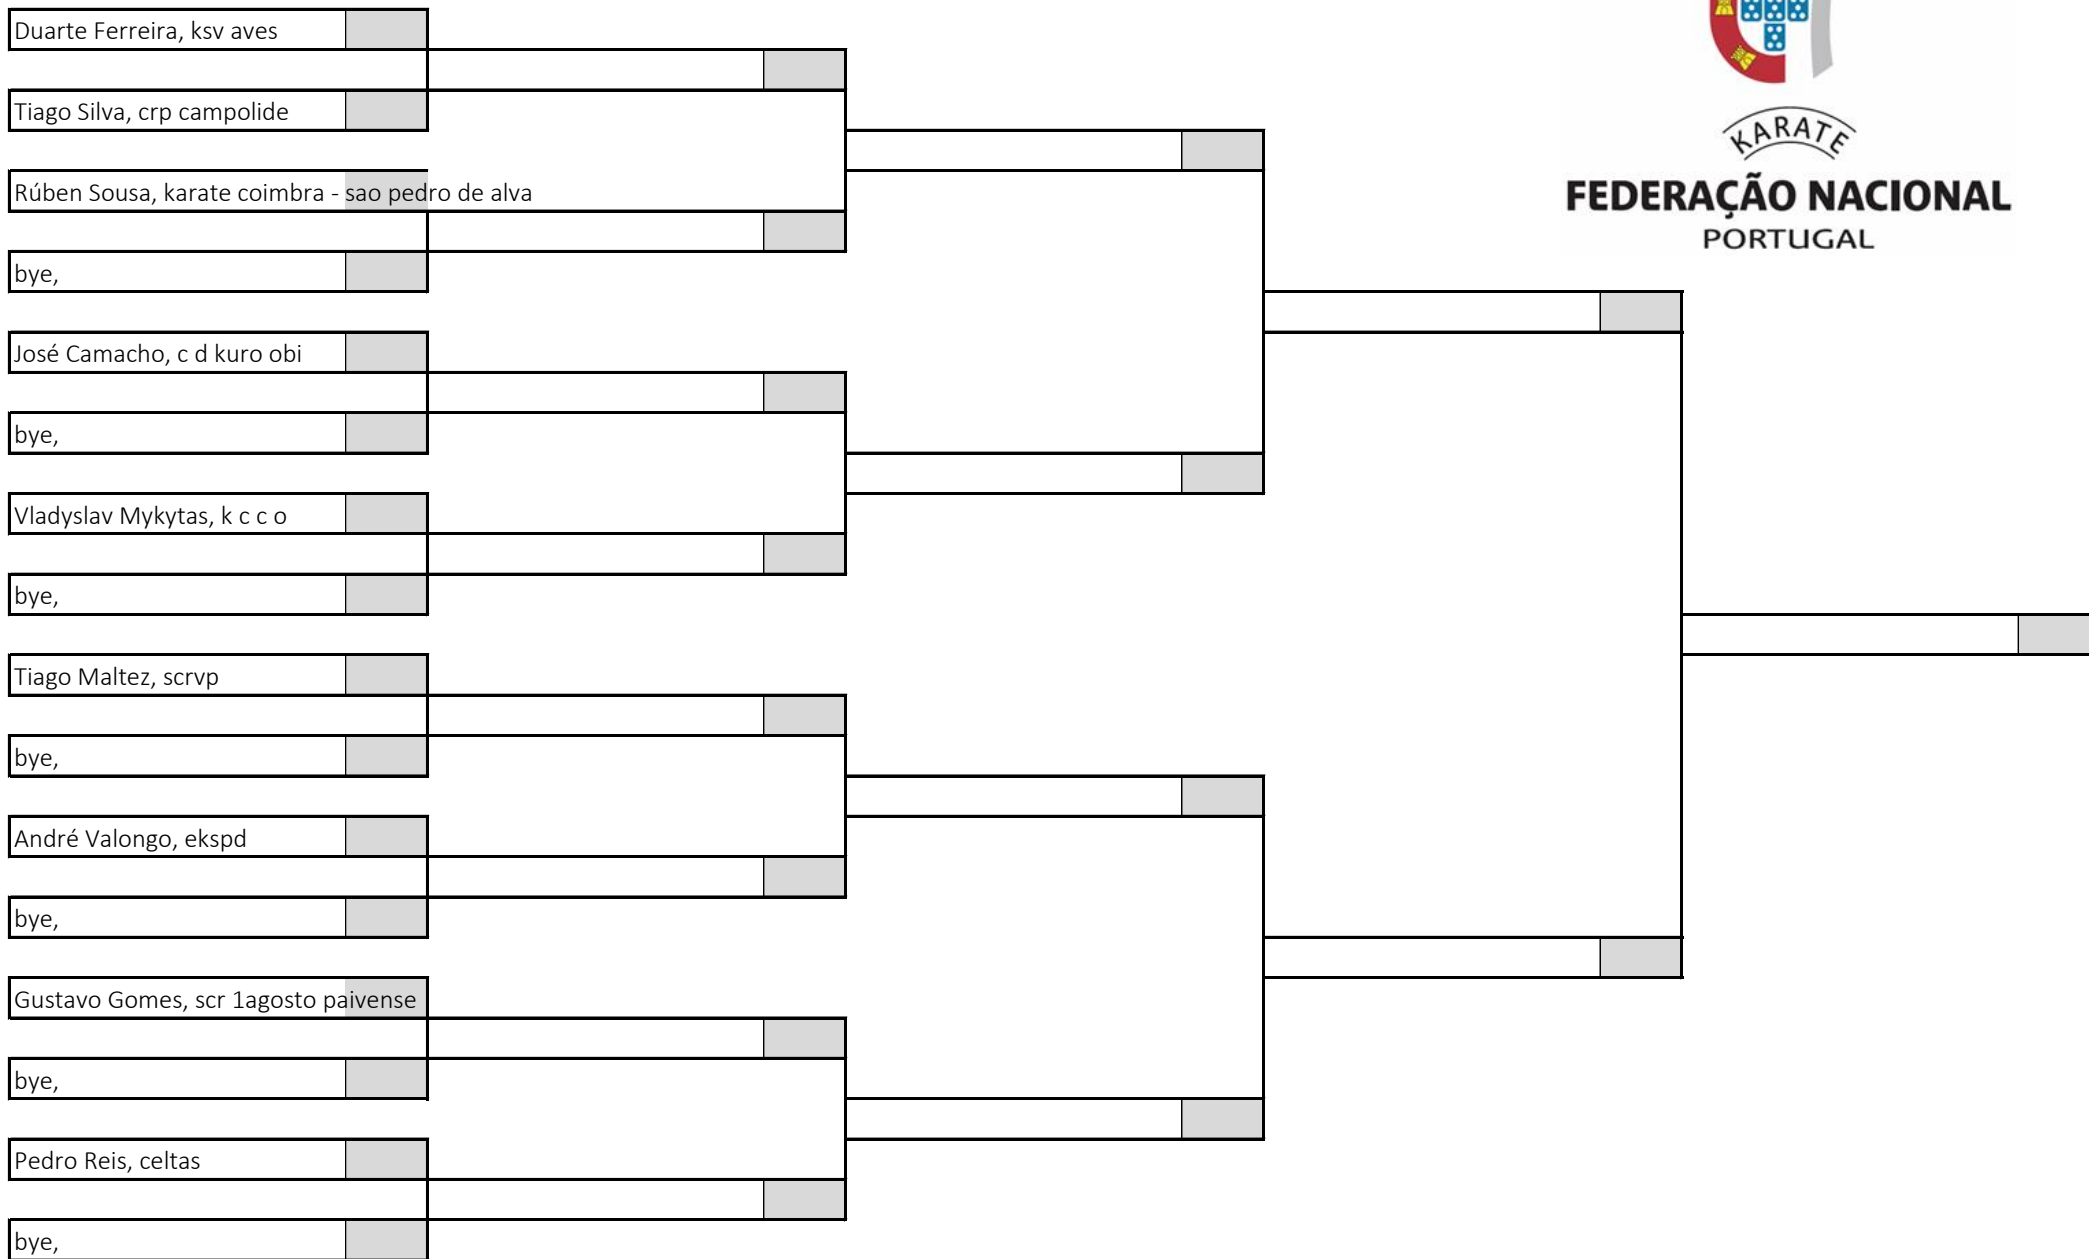 Duarte Ferreira, ksv aves
Tiago Silva, crp campolide
KARATE
Rúben Sousa, karate coimbra - sao pedro de alva
FEDERAÇÃO NACIONAL
PORTUGAL
bye,
José Camacho, c d kuro obi
bye,
Vladyslav Mykytas, k c c o
bye,
Tiago Maltez, scrvp
bye,
André Valongo, ekspd
bye,
Gustavo Gomes, scr 1agosto paivense
bye,
Pedro Reis, celtas
bye,